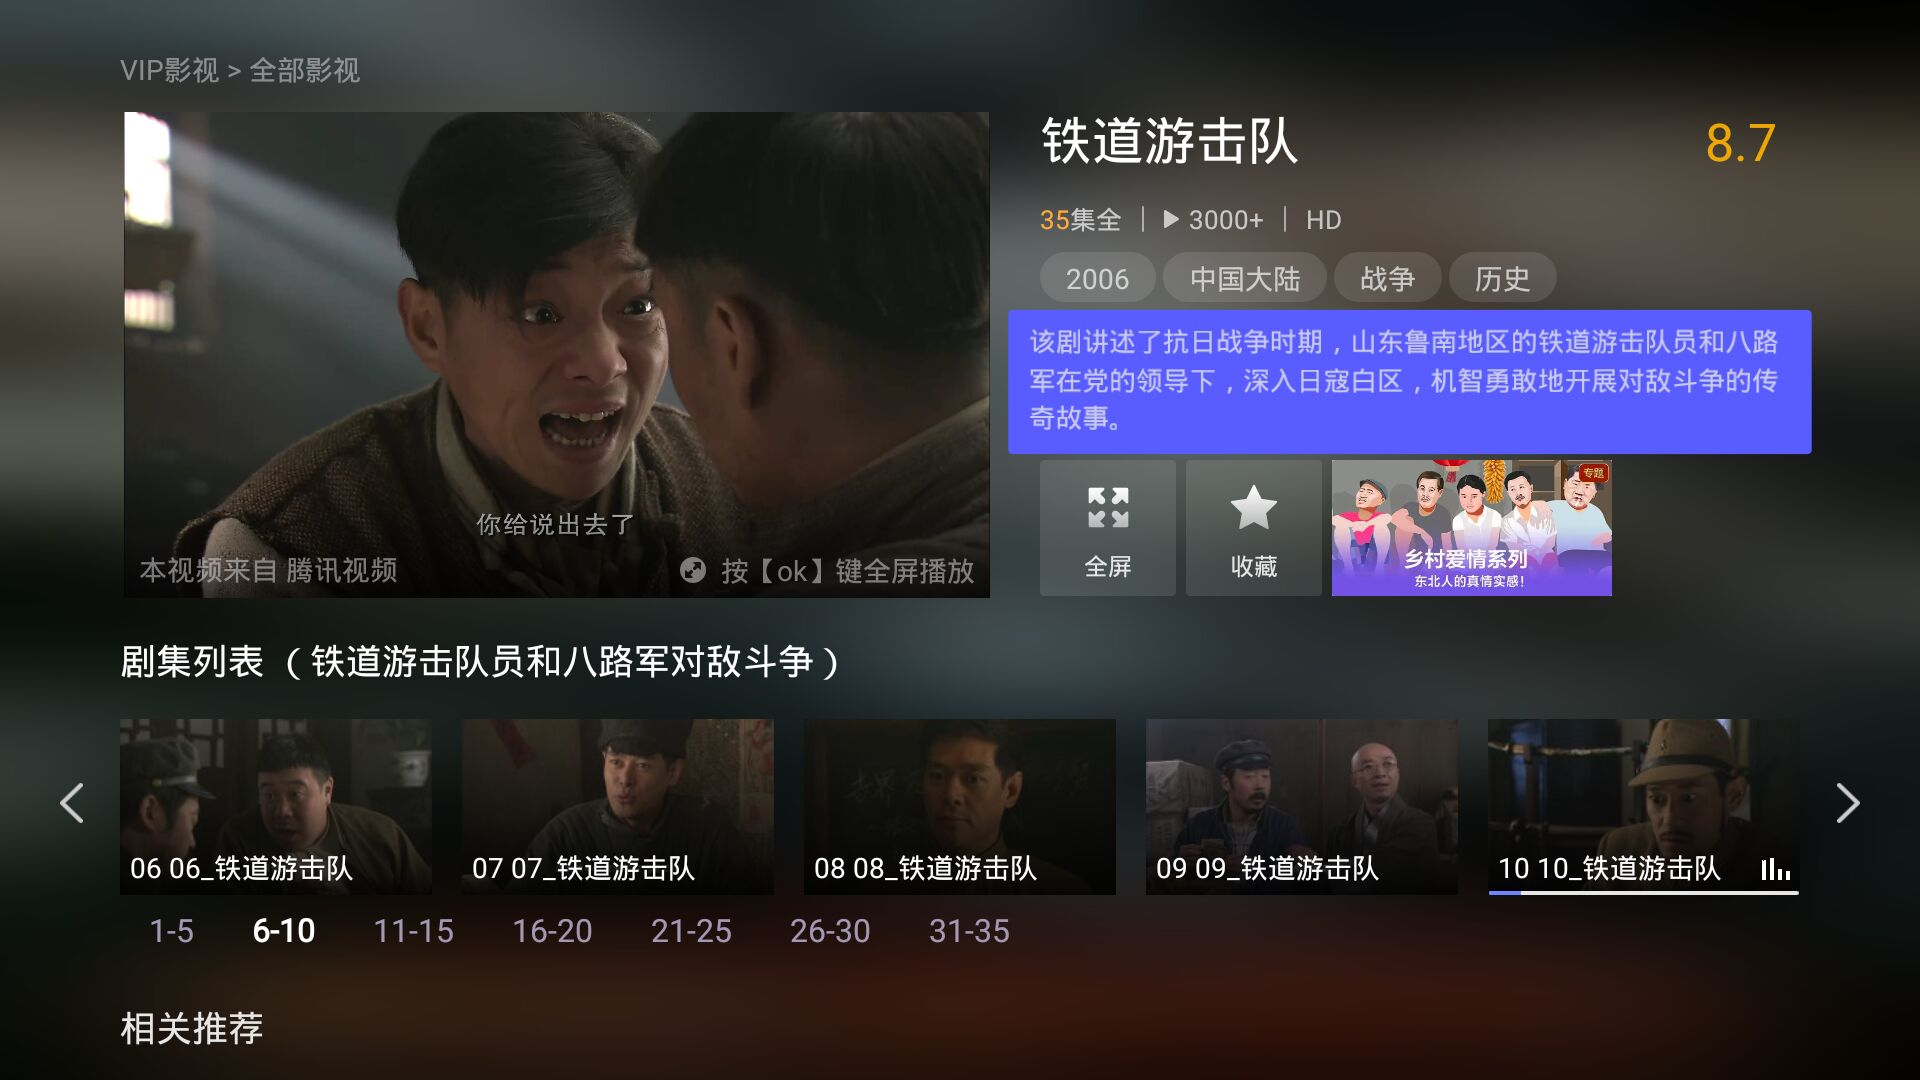 VIP影视 > 全部影视
铁道游击队
8.7
35集全 | 3000+ | HD
2006 中国大陆 战争 历史
该剧讲述了抗日战争时期，山东鲁南地区的铁道游击队员和八路
军在党的领导下，深入日寇白区，机智勇敢地开展对敌斗争的传
奇故事。
你给说出去了
本视频来自 腾讯视频
按【ok】键全屏播放
全屏
收藏
专题
乡村爱情系列
东北人的真情实感！
剧集列表 （铁道游击队员和八路军对敌斗争）
06 06_铁道游击队
07 07_铁道游击队
08 08_铁道游击队
09 09_铁道游击队
10 10_铁道游击队
1-5 6-10 11-15 16-20 21-25 26-30 31-35
相关推荐